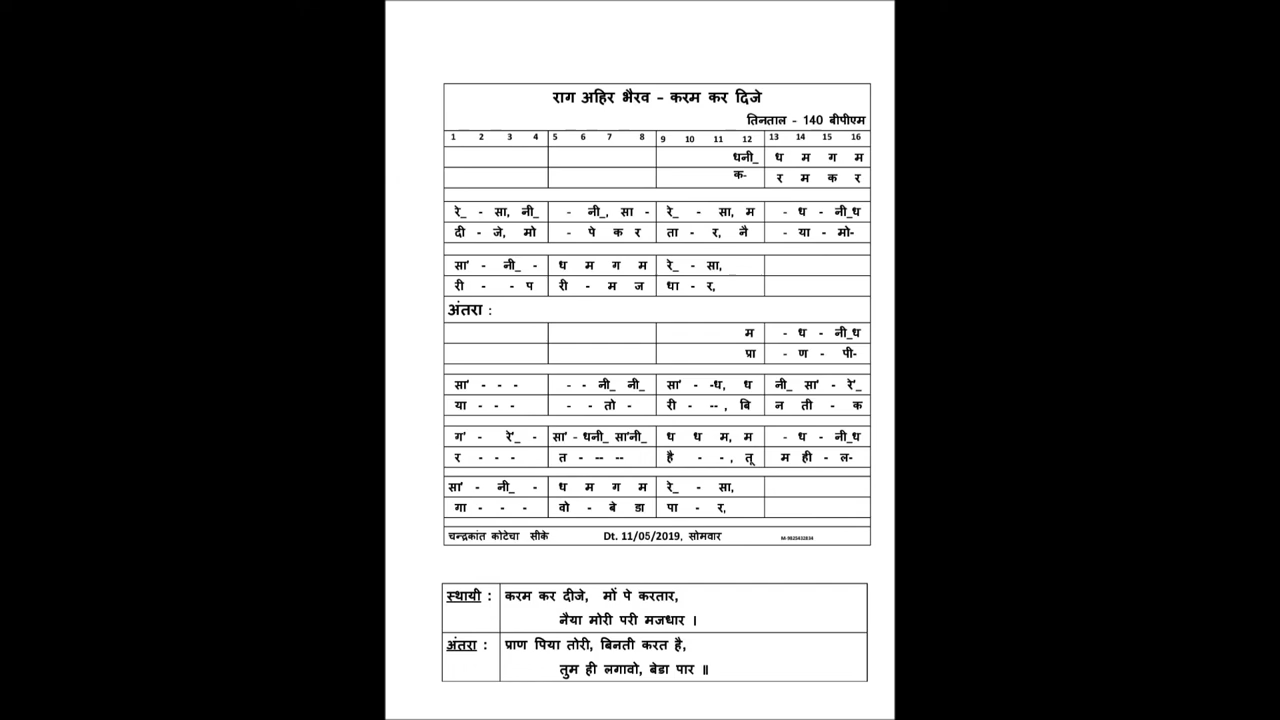 राग अहिर भैरव – करम कर दिजे
तिनताल - 140 बीपीएम
1 2 3 4 5 6 7 8 9 10 11 12 13 14 15 16
धनी_ ध म ग म
क- र म क र
रे_ - सा, नी_ - नी_, सा - रे_ - सा, म - ध - नी_ध
दी - जे, मो - पे क र ता - र, नै - या - मो-
सा' - नी_ - ध म ग म रे_ - सा,
री - - प री - म ज धा - र,
अंतरा :
म - ध - नी_ध
प्रा - ण - पी-
सा' - - - - - नी_ नी_ सा' - -ध, ध नी_ सा' - रे'_
या - - - - - तो - री - -- , बि न ती - क
ग' - रे'_ - सा' - धनी_ सा'नी_ ध ध म, म - ध - नी_ध
र - - - त - -- -- है - -, तू म ही - ल-
सा' - नी_ - ध म ग म रे_ - सा,
गा - - - वो - बे डा पा - र,
चन्द्रकांत कोटेचा सीके Dt. 11/05/2019, सोमवार M-9825432834
स्थायी : करम कर दीजे, मों पे करतार,
नैया मोरी परी मजधार ।
अंतरा : प्राण पिया तोरी, बिनती करत है,
तुम ही लगावो, बेडा पार ॥